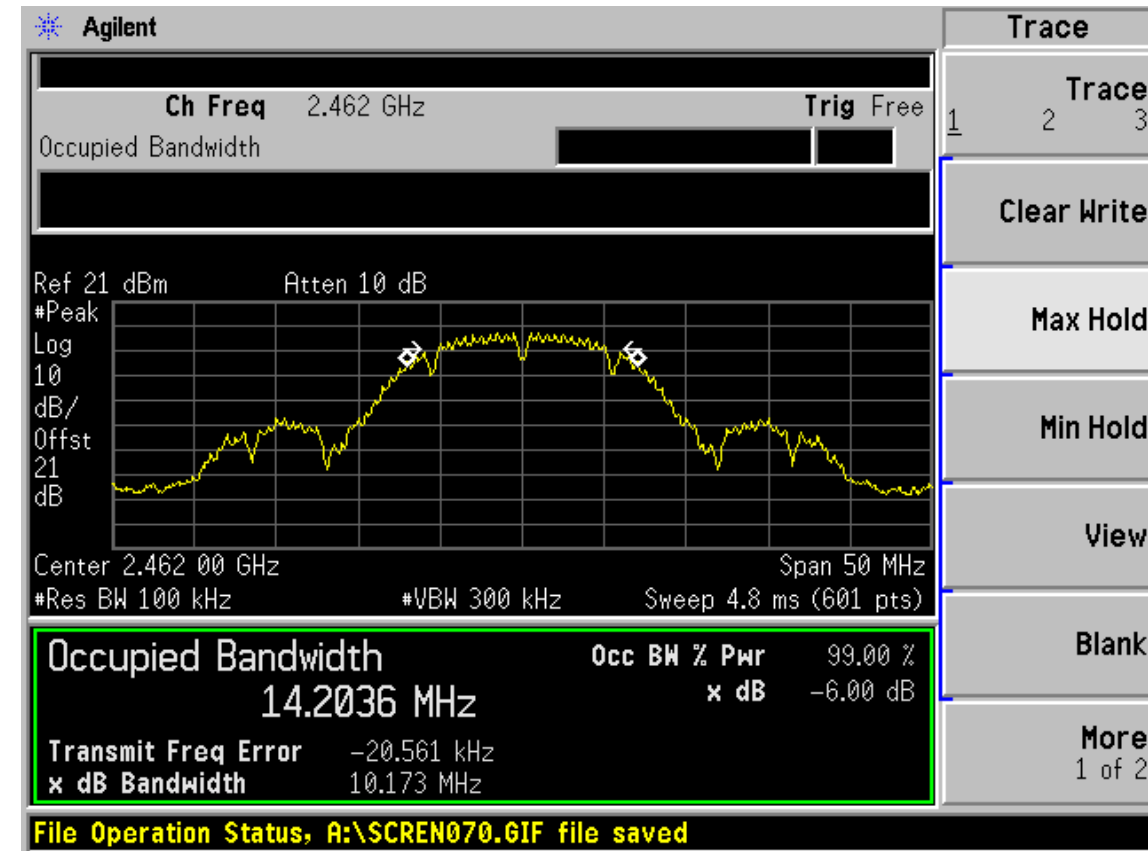 Agilent
Trace
Ch Freq 2.462 GHz Trig Free
Occupied Bandwidth
Trace
1 2 3
Clear Write
Max Hold
Min Hold
View
Blank
More
1 of 2
Ref 21 dBm Atten 10 dB
#Peak
Log
10
dB/
Offst
21
dB
Center 2.462 00 GHz Span 50 MHz
#Res BW 100 kHz #VBW 300 kHz Sweep 4.8 ms (601 pts)
Occupied Bandwidth Occ BW % Pwr 99.00 %
14.2036 MHz x dB -6.00 dB
Transmit Freq Error -20.561 kHz
x dB Bandwidth 10.173 MHz
File Operation Status, A:\SCREN070.GIF file saved